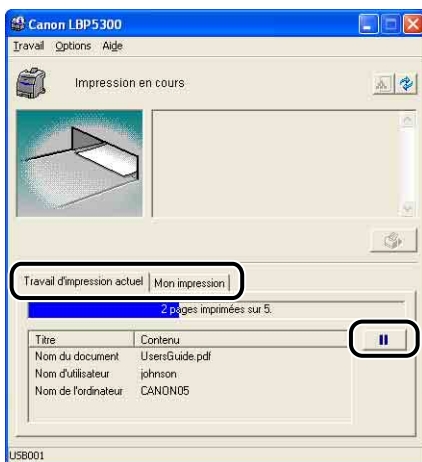 Canon LBP5300
Travail Options Aide
Impression en cours
Travail d'impression actuel Mon impression
2 pages imprimées sur 5.
Titre Contenu
Nom du document UsersGuide.pdf
Nom d'utilisateur johnson
Nom de l'ordinateur CANON05
USB001